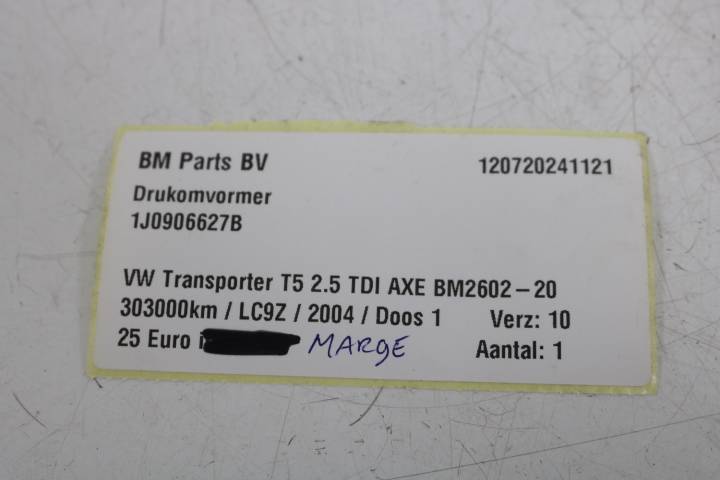 BM Parts BV 120720241121
Drukomvormer
1J0906627B
VW Transporter T5 2.5 TDI AXE BM2602-20
303000km / LC9Z / 2004 / Doos 1 Verz: 10
25 Euro MARGE Aantal: 1